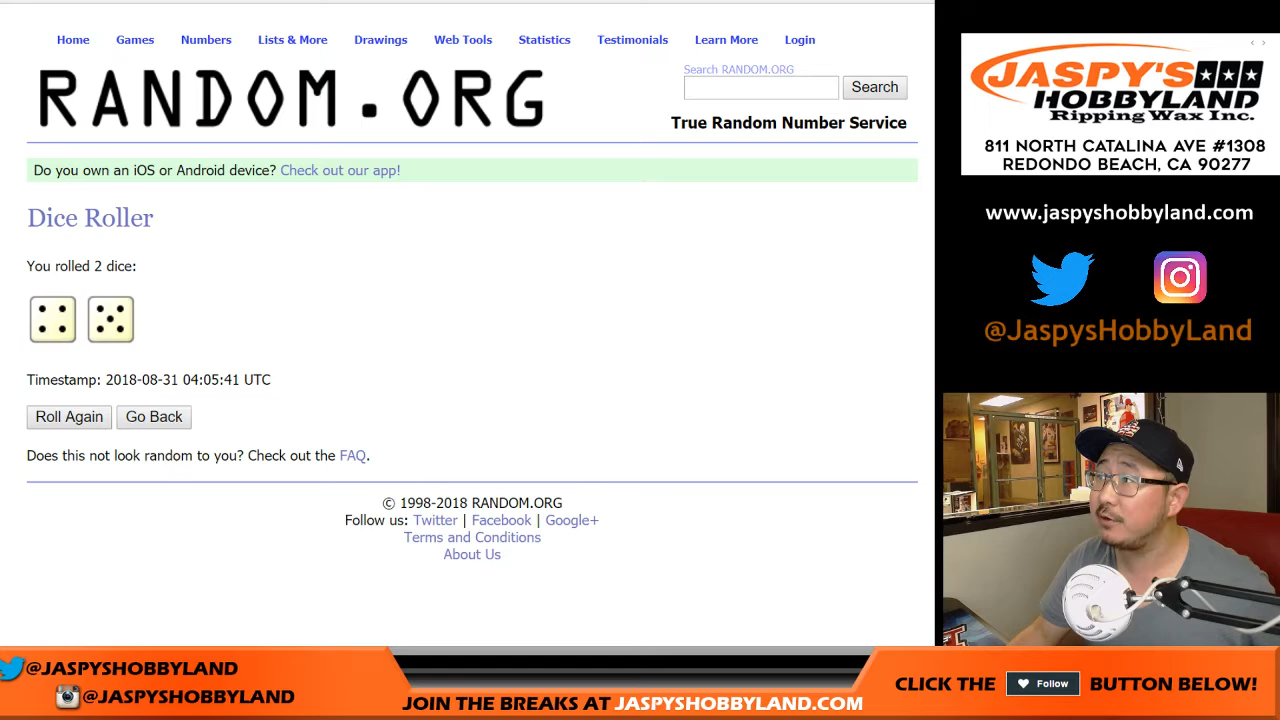 Home Games Numbers Lists & More Drawings Web Tools Statistics Testimonials Learn More Login
RANDOM.ORG
Search RANDOM.ORG
Search
True Random Number Service
Do you own an iOS or Android device? Check out our app!
Dice Roller
You rolled 2 dice:
Timestamp: 2018-08-31 04:05:41 UTC
Roll Again Go Back
Does this not look random to you? Check out the FAQ.
© 1998-2018 RANDOM.ORG
Follow us: Twitter | Facebook | Google+
Terms and Conditions
About Us
JASPY'S
HOBBYLAND
Ripping Wax Inc.
811 NORTH CATALINA AVE #1308
REDONDO BEACH, CA 90277
www.jaspyshobbyland.com
@JaspysHobbyLand
@JASPYSHOBBYLAND
@JASPYSHOBBYLAND
JOIN THE BREAKS AT JASPYSHOBBYLAND.COM
CLICK THE Follow BUTTON BELOW!